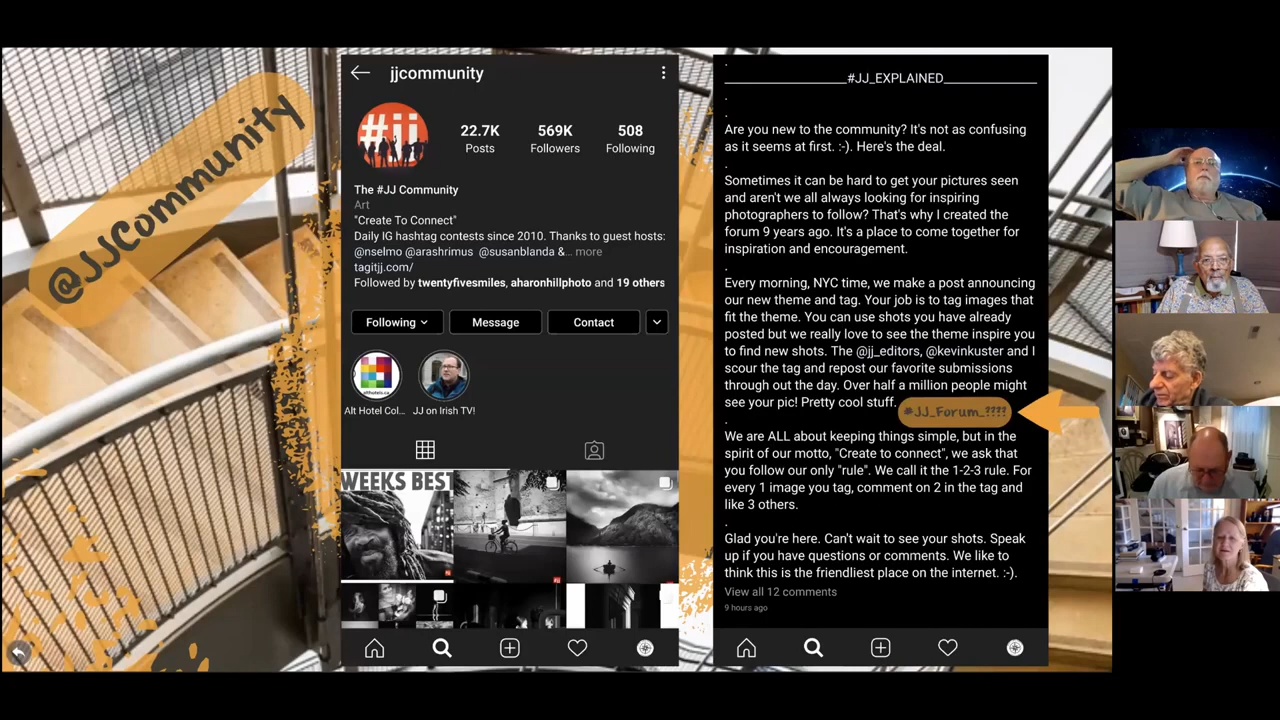 @JJCommunity
jjcommunity
#jj
22.7K
569K
508
Posts
Followers
Following
The #JJ Community
Art
"Create To Connect"
Daily IG hashtag contests since 2010. Thanks to guest hosts:
@nselmo @arashrimus @susanblanda &... more
tagitjj.com/
Followed by twentyfivesmiles, aharonhillphoto and 19 others
Following
Message
Contact
althotels.ca
Alt Hotel Col...
JJ on Irish TV!
WEEKS BEST
.
#JJ_EXPLAINED
.
.
Are you new to the community? It's not as confusing
as it seems at first. :-). Here's the deal.
.
Sometimes it can be hard to get your pictures seen
and aren't we all always looking for inspiring
photographers to follow? That's why I created the
forum 9 years ago. It's a place to come together for
inspiration and encouragement.
.
Every morning, NYC time, we make a post announcing
our new theme and tag. Your job is to tag images that
fit the theme. You can use shots you have already
posted but we really love to see the theme inspire you
to find new shots. The @jj_editors, @kevinkuster and I
scour the tag and repost our favorite submissions
through out the day. Over half a million people might
see your pic! Pretty cool stuff.
#JJ_Forum_????
.
We are ALL about keeping things simple, but in the
spirit of our motto, "Create to connect", we ask that
you follow our only "rule". We call it the 1-2-3 rule. For
every 1 image you tag, comment on 2 in the tag and
like 3 others.
.
Glad you're here. Can't wait to see your shots. Speak
up if you have questions or comments. We like to
think this is the friendliest place on the internet. :-).
View all 12 comments
9 hours ago